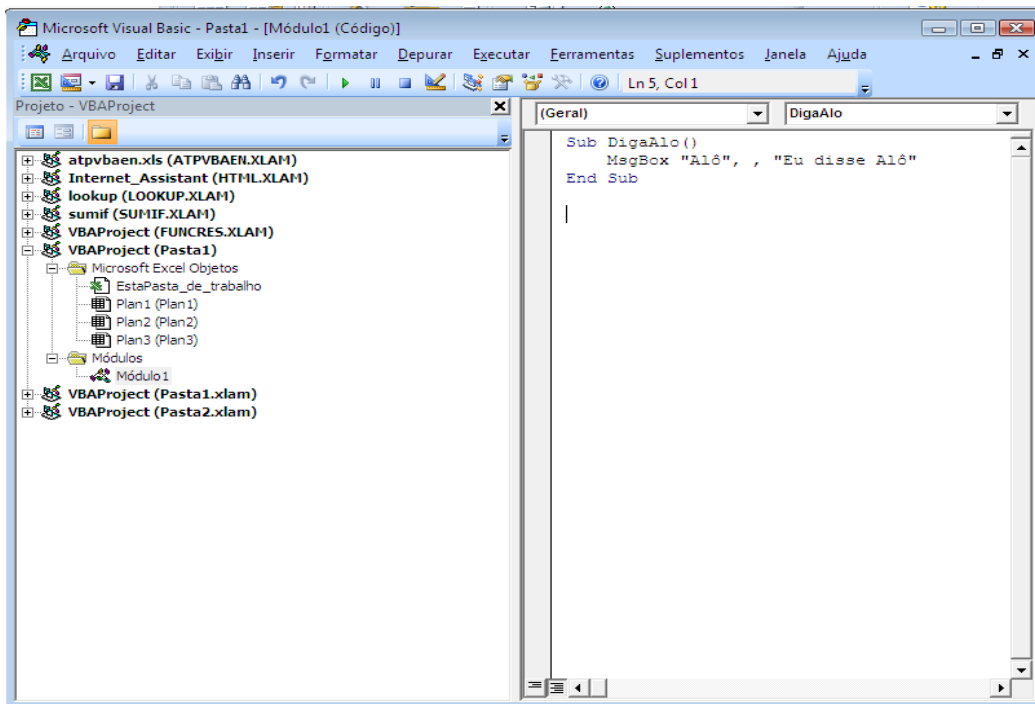 Microsoft Visual Basic - Pasta1 - [Módulo1 (Código)]
Arquivo Editar Exibir Inserir Formatar Depurar Executar Ferramentas Suplementos Janela Ajuda
Ln 5, Col 1
Projeto - VBAProject
atpvbaen.xls (ATPVBAEN.XLAM)
Internet_Assistant (HTML.XLAM)
lookup (LOOKUP.XLAM)
sumif (SUMIF.XLAM)
VBAProject (FUNCRES.XLAM)
VBAProject (Pasta1)
Microsoft Excel Objetos
EstaPasta_de_trabalho
Plan1 (Plan1)
Plan2 (Plan2)
Plan3 (Plan3)
Módulos
Módulo1
VBAProject (Pasta1.xlam)
VBAProject (Pasta2.xlam)
(Geral) DigaAlo
Sub DigaAlo()
MsgBox "Alô", , "Eu disse Alô"
End Sub